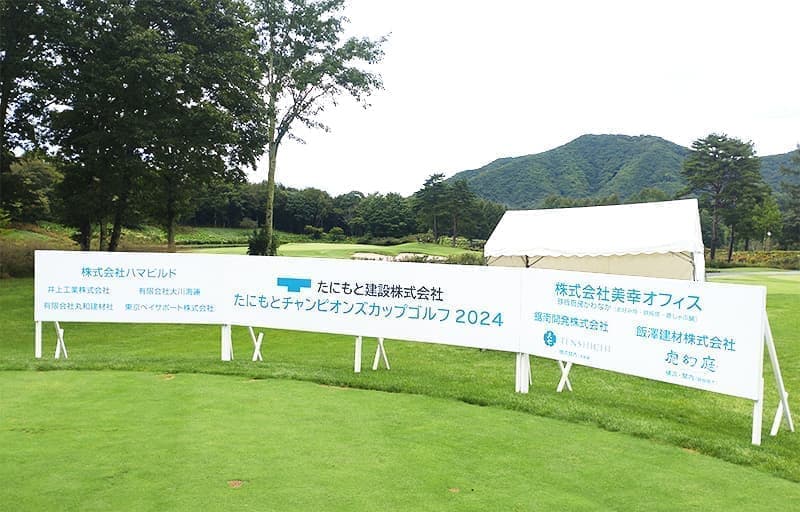 株式会社ハマビルド
井上工業株式会社 有限会社大川海運
有限会社丸和建材社 東京ベイサポート株式会社
たにもと建設株式会社
たにもとチャンピオンズカップゴルフ 2024
株式会社美幸オフィス
鋸南開発株式会社 飯澤建材株式会社
TENSHICHI
虎幻庭